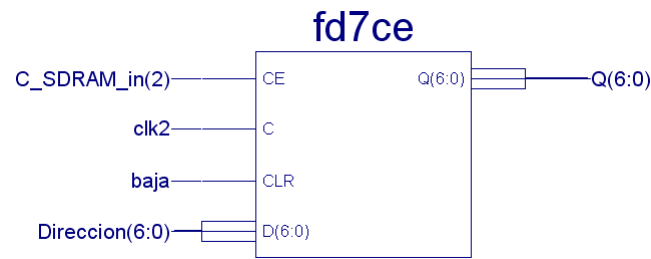 fd7ce
C_SDRAM_in(2) CE Q(6:0) Q(6:0)
clk2 C
baja CLR
Direccion(6:0) D(6:0)